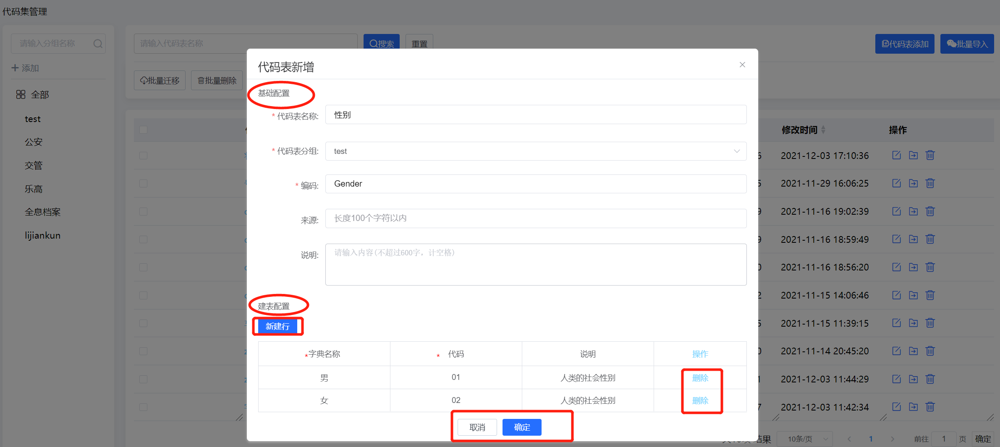 代码集管理
请输入分组名称
添加
全部
test
公安
交管
乐高
全息档案
lijiankun
请输入代码表名称
搜索
重置
代码表添加
批量导入
批量迁移
批量删除
代码表新增
基础配置
* 代码表名称: 性别
* 代码表分组: test
* 编码: Gender
来源: 长度100个字符以内
说明: 请输入内容(不超过600字，计空格)
建表配置
新建行
*字典名称 * 代码 说明 操作
男 01 人类的社会性别 删除
女 02 人类的社会性别 删除
取消 确定
修改时间 操作
6 2021-12-03 17:10:36
5 2021-11-29 16:06:25
9 2021-11-16 19:02:39
9 2021-11-16 18:59:49
0 2021-11-16 18:56:20
2 2021-11-15 14:06:46
5 2021-11-15 11:39:15
0 2021-11-14 20:45:20
1 2021-12-03 11:44:29
7 2021-12-03 11:42:34
结果 10条/页 1 前往 1 页 确定